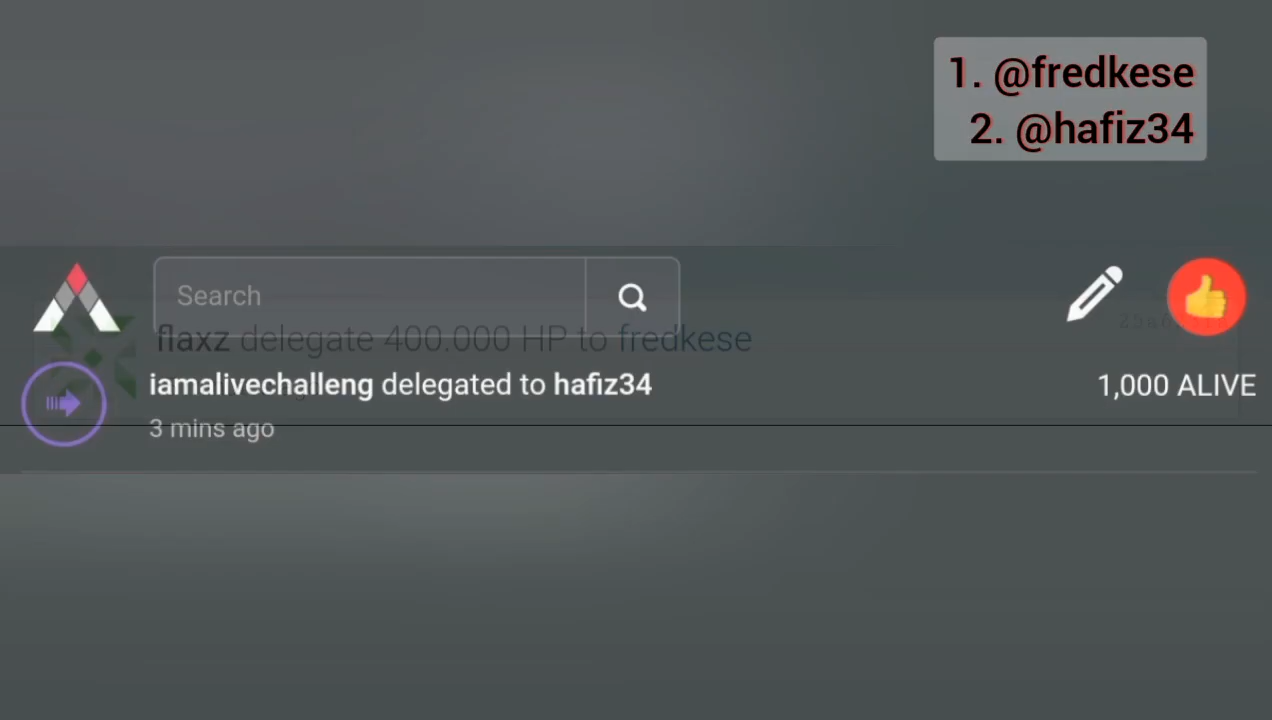 1. @fredkese
2. @hafiz34
Search
flaxz delegate 400.000 HP to fredkese
iamalivechalleng delegated to hafiz34
1,000 ALIVE
3 mins ago